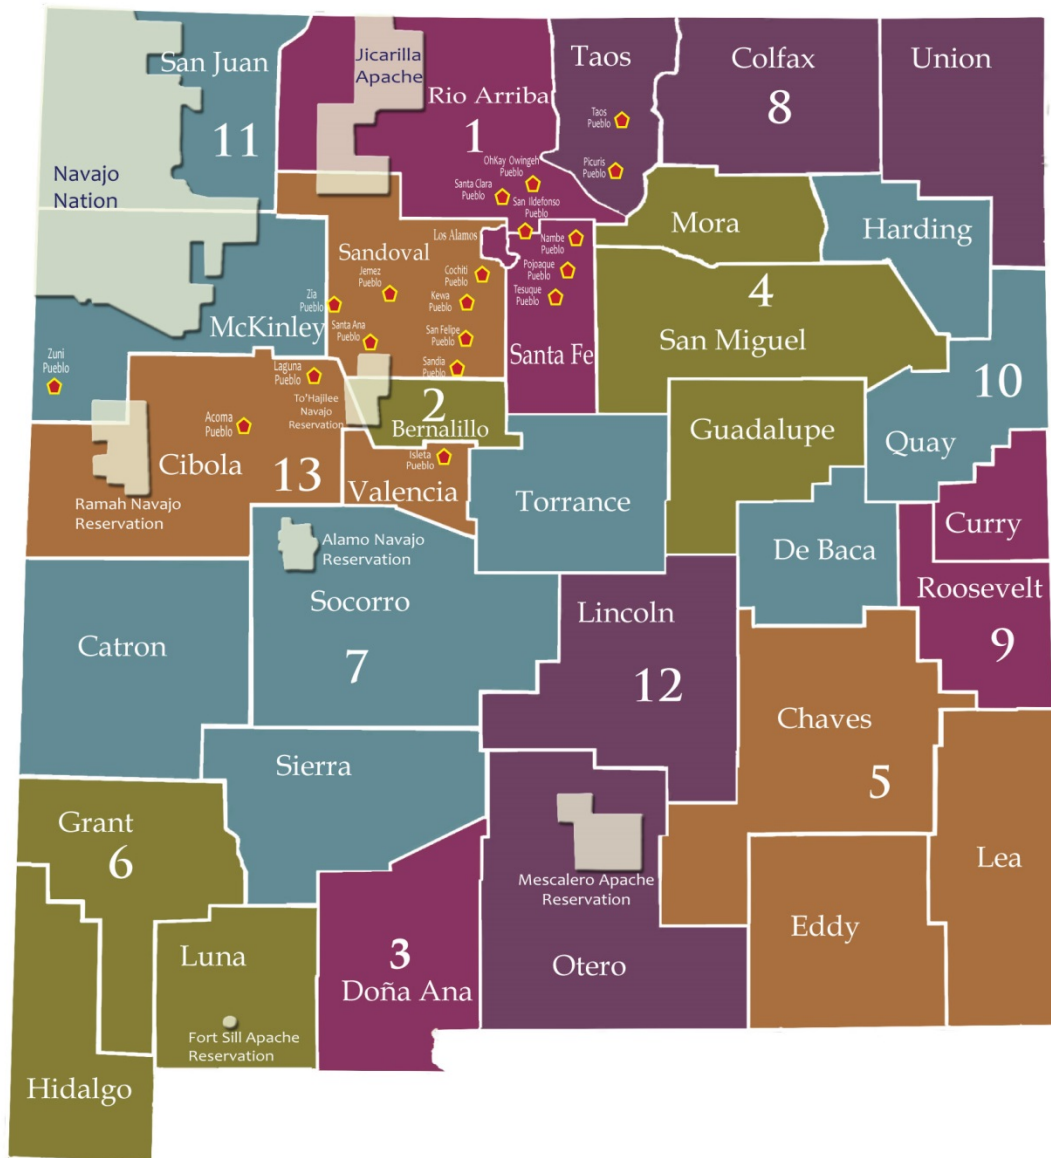 San Juan
11
Navajo
Nation
Jicarilla
Apache
Rio Arriba
1
OhKay Owingeh
Pueblo
Santa Clara
Pueblo
San Ildefonso
Pueblo
Taos
Taos
Pueblo
Picuris
Pueblo
Colfax
8
Union
Mora
Harding
Los Alamos
Nambe
Pueblo
Pojoaque
Pueblo
Tesuque
Pueblo
Santa Fe
Sandoval
Jemez
Pueblo
Cochiti
Pueblo
Zia
Pueblo
Kewa
Pueblo
Santa Ana
Pueblo
San Felipe
Pueblo
Sandia
Pueblo
McKinley
Zuni
Pueblo
4
San Miguel
10
Quay
Guadalupe
Laguna
Pueblo
To'Hajilee
Navajo
Reservation
2
Bernalillo
Acoma
Pueblo
Cibola
13
Ramah Navajo
Reservation
Isleta
Pueblo
Valencia
Torrance
Curry
De Baca
Roosevelt
9
Alamo Navajo
Reservation
Socorro
7
Catron
Lincoln
12
Chaves
5
Sierra
Grant
6
Mescalero Apache
Reservation
Lea
Eddy
Otero
3
Doña Ana
Luna
Fort Sill Apache
Reservation
Hidalgo